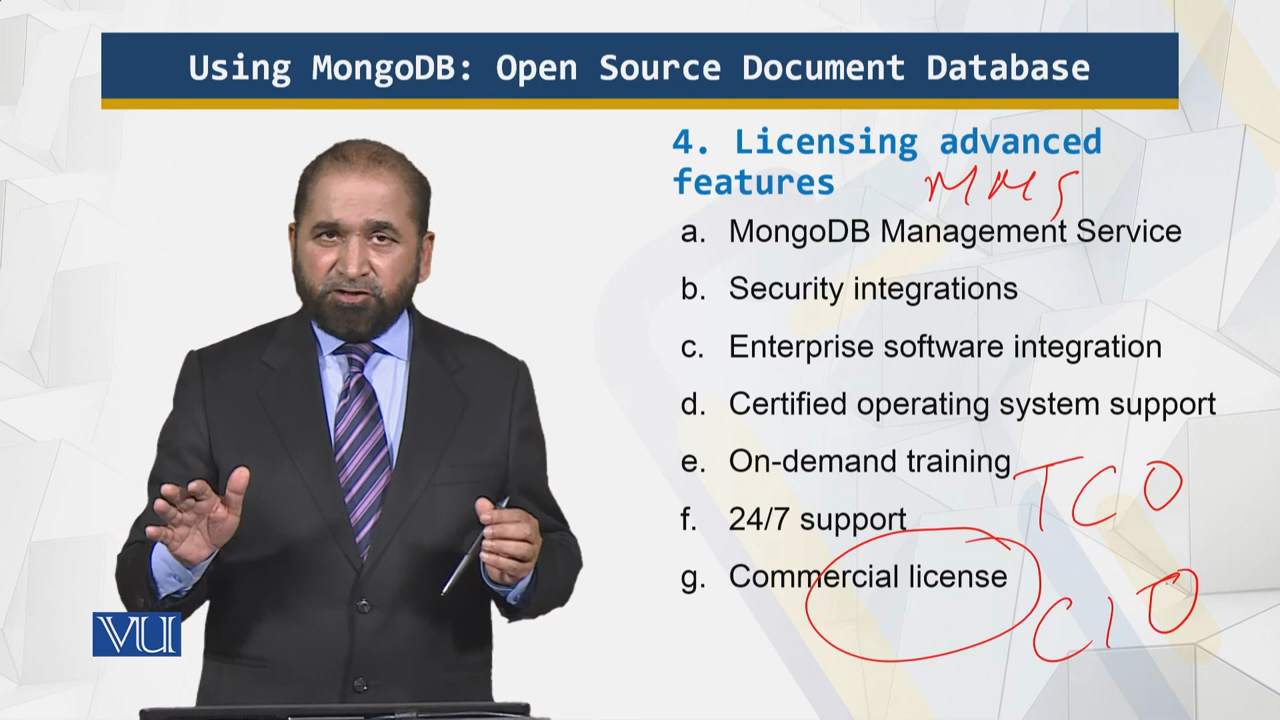 Using MongoDB: Open Source Document Database
4. Licensing advanced
features
MMS
a. MongoDB Management Service
b. Security integrations
c. Enterprise software integration
d. Certified operating system support
e. On-demand training
TCO
f. 24/7 support
g. Commercial license
CIO
VU